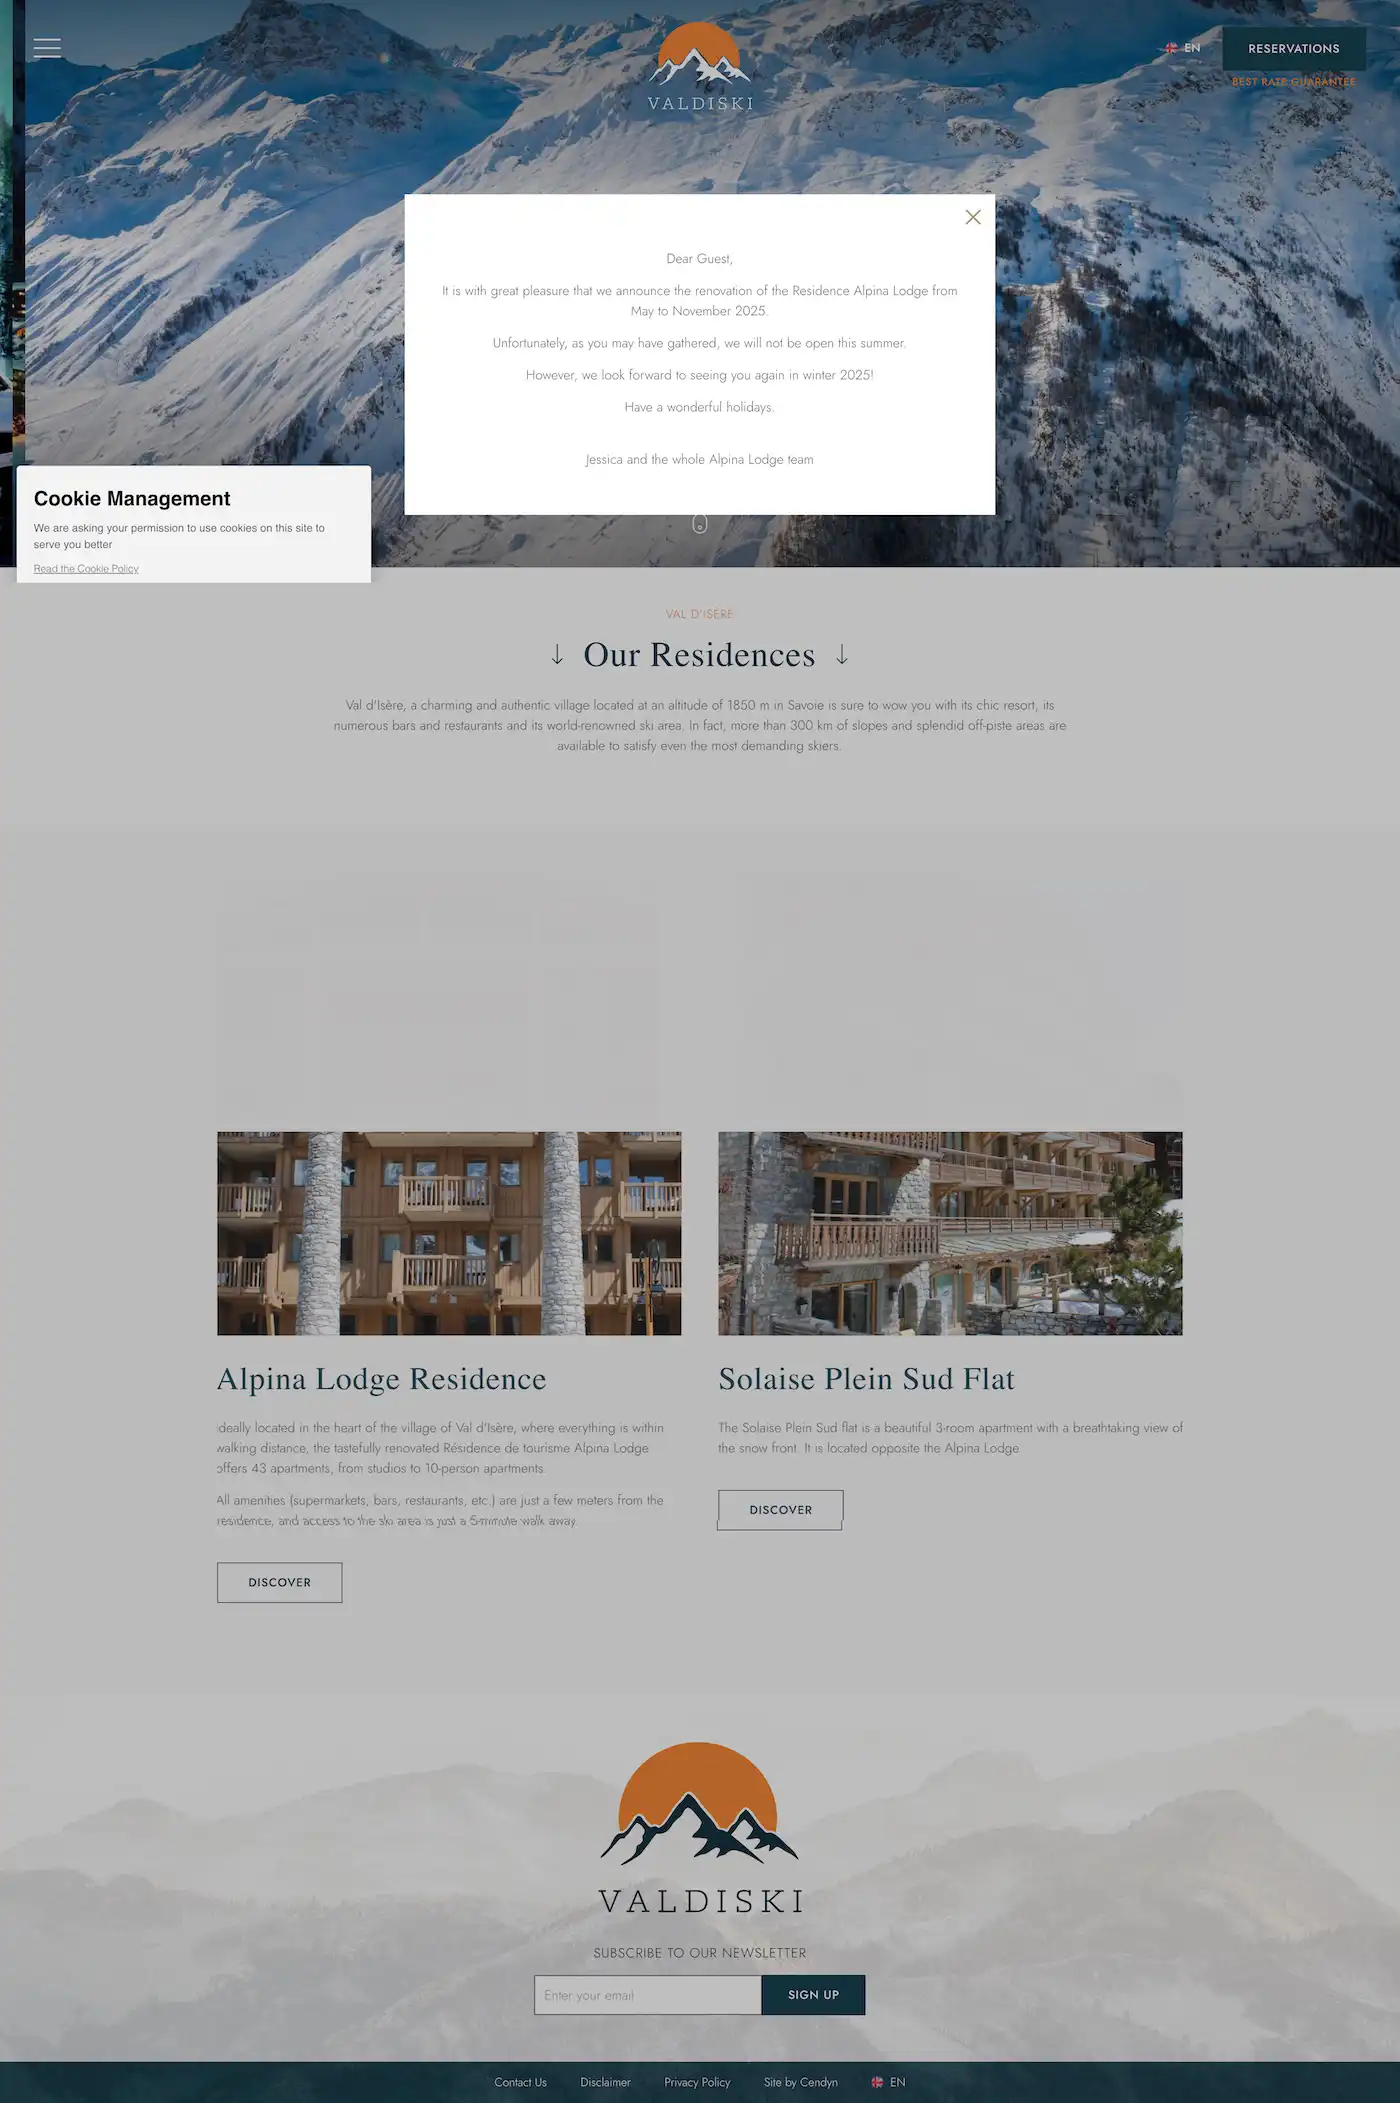 EN
RESERVATIONS
BEST RATE GUARANTEE
VALDISKI
Dear Guest,
It is with great pleasure that we announce the renovation of the Residence Alpina Lodge from
May to November 2025.
Unfortunately, as you may have gathered, we will not be open this summer.
However, we look forward to seeing you again in winter 2025!
Have a wonderful holidays.
Jessica and the whole Alpina Lodge team
Cookie Management
We are asking your permission to use cookies on this site to
serve you better
Read the Cookie Policy
VAL D'ISÈRE
↓ Our Residences ↓
Val d'Isère, a charming and authentic village located at an altitude of 1850 m in Savoie is sure to wow you with its chic resort, its
numerous bars and restaurants and its world-renowned ski area. In fact, more than 300 km of slopes and splendid off-piste areas are
available to satisfy even the most demanding skiers.
Alpina Lodge Residence
Ideally located in the heart of the village of Val d'Isère, where everything is within
walking distance, the tastefully renovated Résidence de tourisme Alpina Lodge
offers 43 apartments, from studios to 10-person apartments.
All amenities (supermarkets, bars, restaurants, etc.) are just a few meters from the
residence, and access to the ski area is just a 5-minute walk away.
DISCOVER
Solaise Plein Sud Flat
The Solaise Plein Sud flat is a beautiful 3-room apartment with a breathtaking view of
the snow front. It is located opposite the Alpina Lodge
DISCOVER
VALDISKI
SUBSCRIBE TO OUR NEWSLETTER
Enter your email
SIGN UP
Contact Us
Disclaimer
Privacy Policy
Site by Cendyn
EN